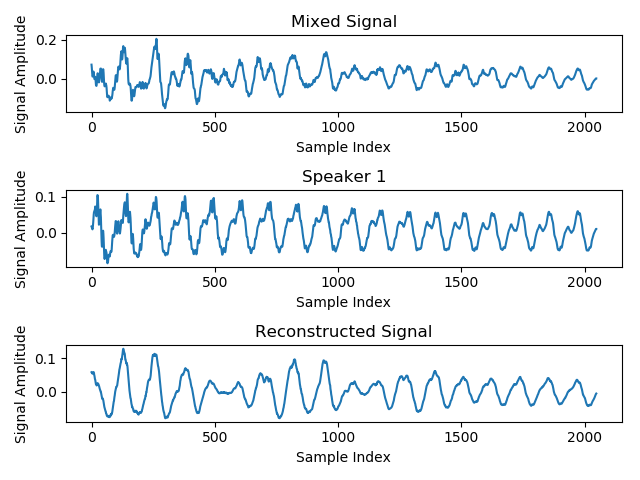 Mixed Signal
Signal Amplitude
0.2
0.0
0 500 1000 1500 2000
Sample Index
Speaker 1
Signal Amplitude
0.1
0.0
0 500 1000 1500 2000
Sample Index
Reconstructed Signal
Signal Amplitude
0.1
0.0
0 500 1000 1500 2000
Sample Index